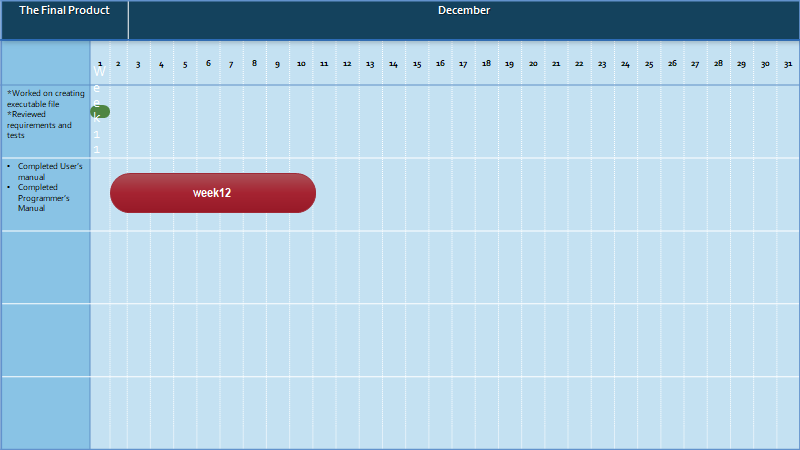 The Final Product
December
1 2 3 4 5 6 7 8 9 10 11 12 13 14 15 16 17 18 19 20 21 22 23 24 25 26 27 28 29 30 31
*Worked on creating
executable file
*Reviewed
requirements and
tests
Week11
• Completed User's
manual
• Completed
Programmer's
Manual
week12